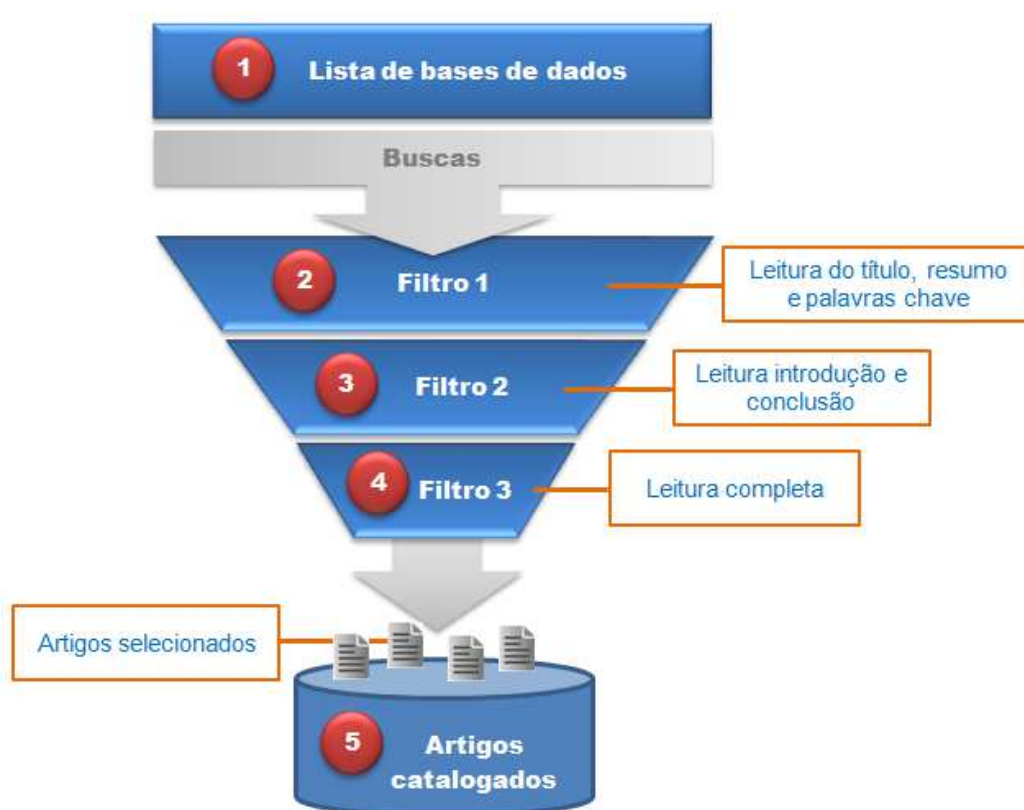 1
Lista de bases de dados
Buscas
2
Filtro 1
Leitura do título, resumo
e palavras chave
3
Filtro 2
Leitura introdução e
conclusão
4
Filtro 3
Leitura completa
Artigos selecionados
5
Artigos
catalogados